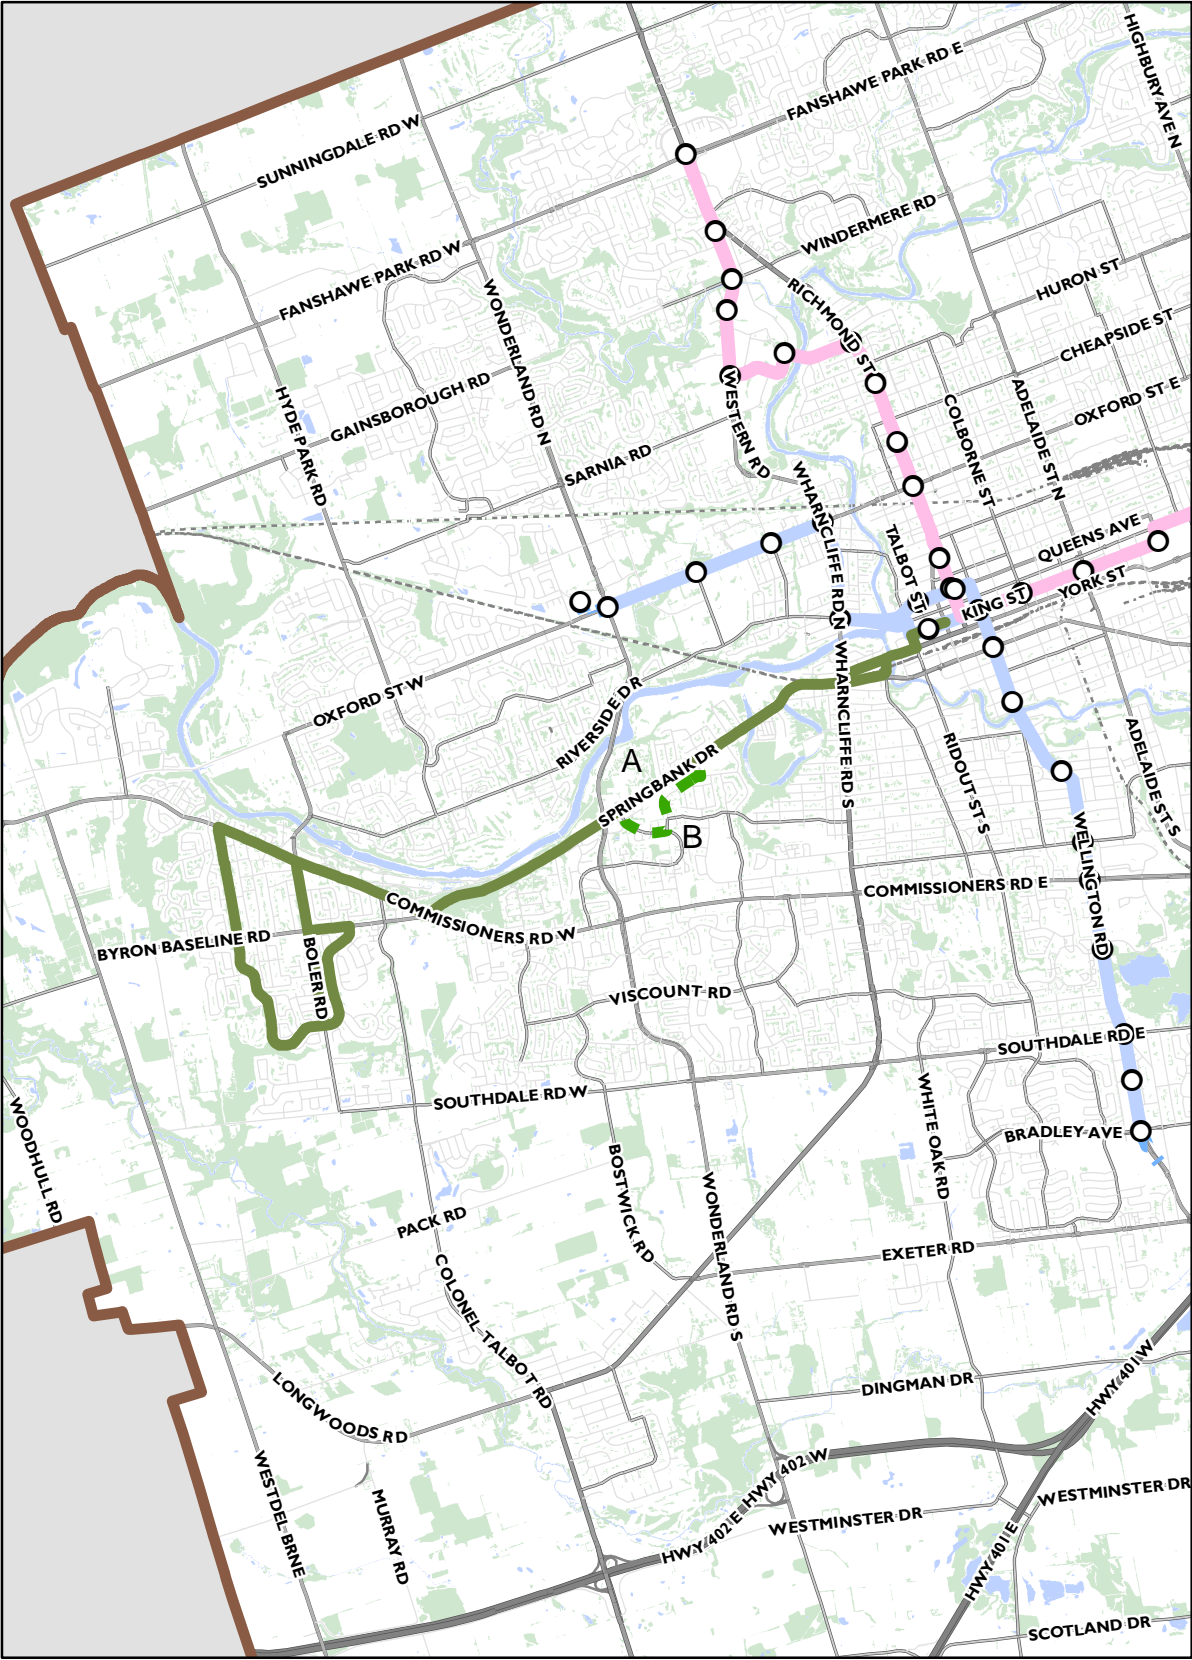 HIGHBURY AVE N
FANSHAWE PARK RD E
SUNNINGDALE RD W
WINDERMERE RD
FANSHAWE PARK RD W
HURON ST
RICHMOND ST
WONDERLAND RD N
CHEAPSIDE ST
GAINSBOROUGH RD
HYDE PARK RD
WESTERN RD
COLBORNE ST
ADELAIDE ST N
OXFORD ST E
SARNIA RD
WHARNCLIFFE RD N
TALBOT ST
QUEENS AVE
YORK ST
KING ST
OXFORD ST W
RIVERSIDE DR
WHARNCLIFFE RD S
RIDOUT ST S
ADELAIDE ST S
A
SPRINGBANK DR
B
WELLINGTON RD
COMMISSIONERS RD E
COMMISSIONERS RD W
BYRON BASELINE RD
BOLER RD
VISCOUNT RD
SOUTHDALE RD E
SOUTHDALE RD W
WHITE OAK RD
WOODHULL RD
BRADLEY AVE
BOSTWICK RD
WONDERLAND RD S
PACK RD
EXETER RD
COLONEL TALBOT RD
HWY 401 W
DINGMAN DR
LONGWOODS RD
WESTDEL BRNE
HWY 402 W
MURRAY RD
WESTMINSTER DR
WESTMINSTER DR
HWY 402 E
HWY 401 E
SCOTLAND DR